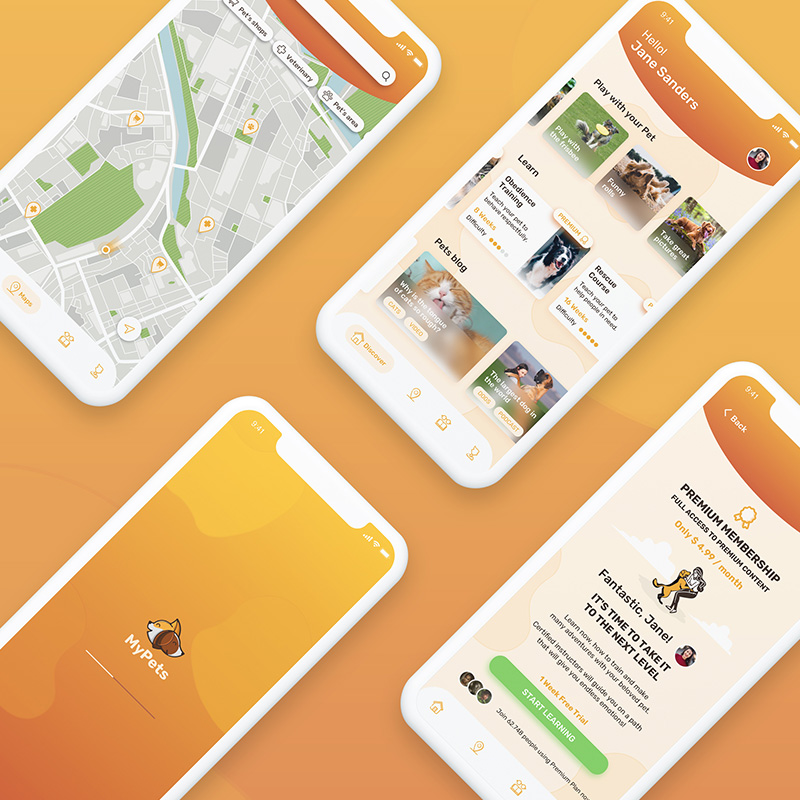 Pet's shops
Veterinary
Pet's area
Maps
9:41
Hello!
Jane Sanders
Play with your Pet
Play with
the frisbee
Funny
rolls
Take great
pictures
Learn
Obedience
Training
Teach your pet to
behave respectfully.
8 Weeks
Difficulty
PREMIUM
Rescue
Course
Teach your pet to
help people in need.
16 Weeks
Difficulty
P
Pets blog
Why is the tongue
of cats so rough?
CATS
VIDEO
The largest dog in
the world
DOGS
PODCAST
Discover
9:41
MyPets
9:41
Back
PREMIUM MEMBERSHIP
FULL ACCESS TO PREMIUM CONTENT
Only $ 4.99 / month
Fantastic, Jane!
IT'S TIME TO TAKE IT
TO THE NEXT LEVEL
Learn now, how to train and make
many adventures with your beloved pet.
Certified instructors will guide you on a path
that will give you endless emotions!
1 Week Free Trial
START LEARNING
Join 62.748 people using Premium Plan now